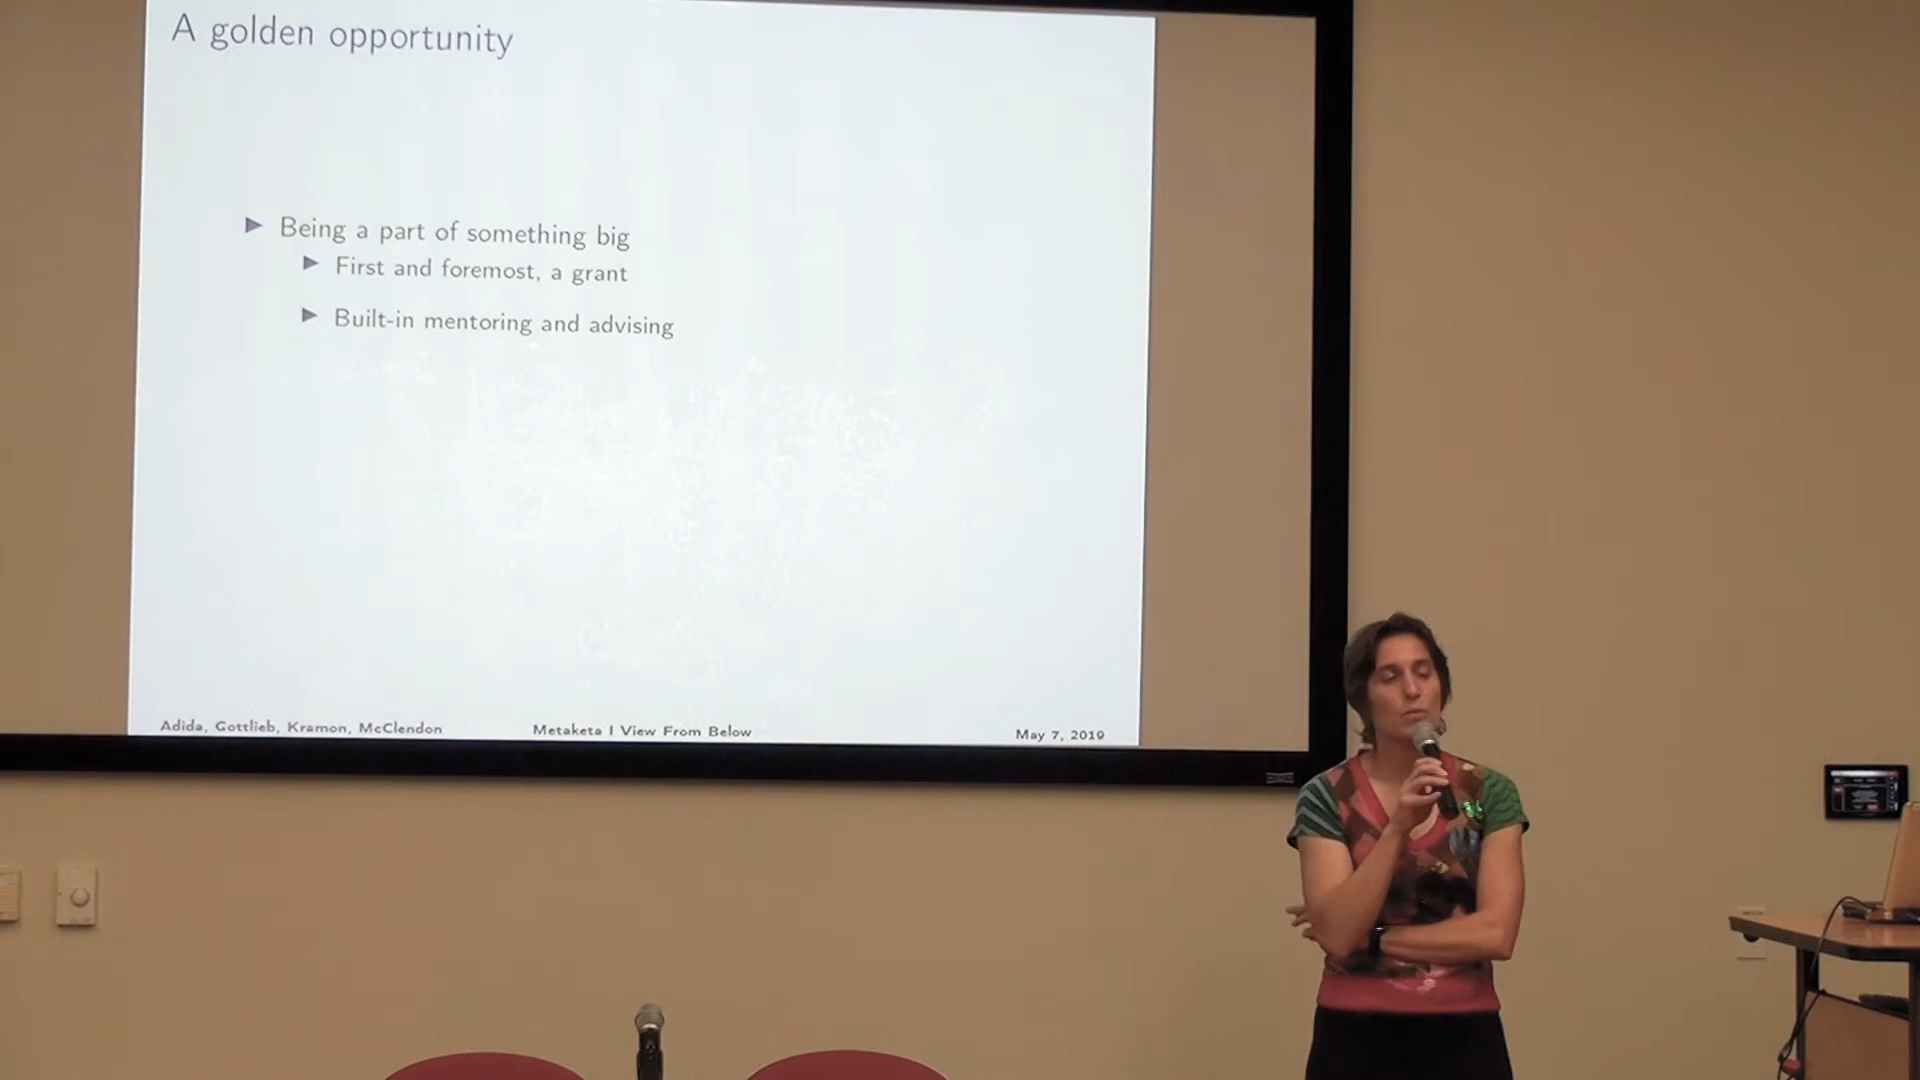 A golden opportunity
▶ Being a part of something big
▶ First and foremost, a grant
▶ Built-in mentoring and advising
Adida, Gottlieb, Kramon, McClendon Metaketa I View From Below May 7, 2019